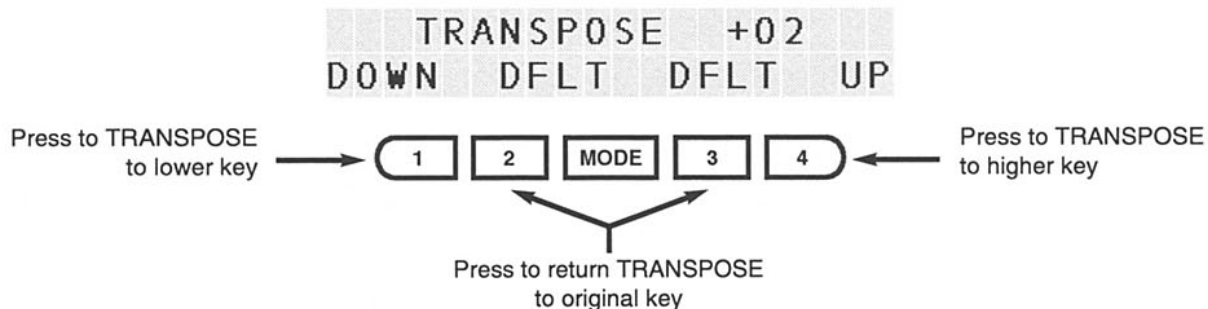 TRANSPOSE +02
DOWN DFLT DFLT UP
Press to TRANSPOSE
to lower key
1 2 MODE 3 4
Press to TRANSPOSE
to higher key
Press to return TRANSPOSE
to original key